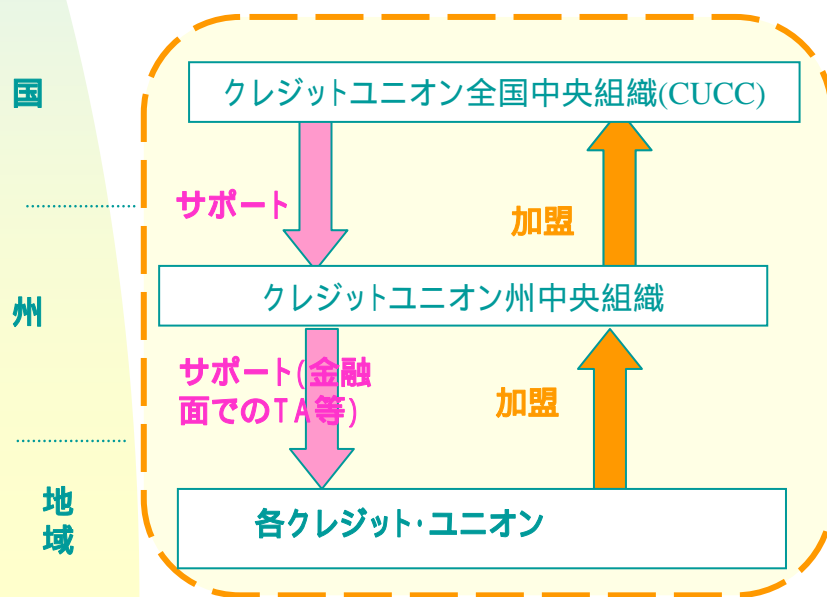 国
クレジットユニオン全国中央組織(CUCC)
サポート
加盟
州
クレジットユニオン州中央組織
サポート(金融
面でのTA等)
加盟
地
域
各クレジット・ユニオン